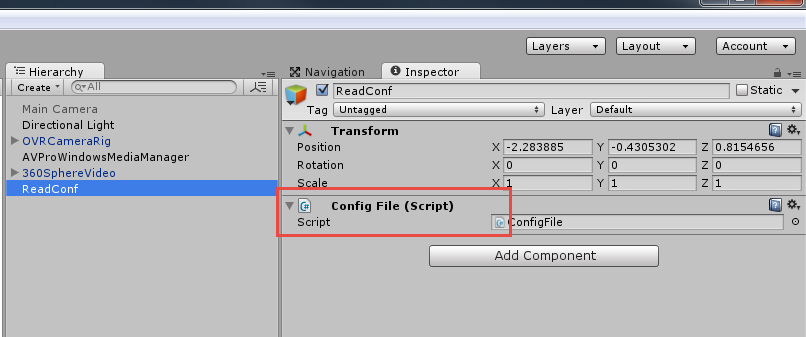 Layers
Layout
Account
Hierarchy
Navigation
Inspector
Create
All
ReadConf
Static
Tag
Untagged
Layer
Default
Main Camera
Directional Light
OVRCameraRig
AVProWindowsMediaManager
360SphereVideo
ReadConf
Transform
Position X -2.283885 Y -0.4305302 Z 0.8154656
Rotation X 0 Y 0 Z 0
Scale X 1 Y 1 Z 1
Config File (Script)
Script ConfigFile
Add Component